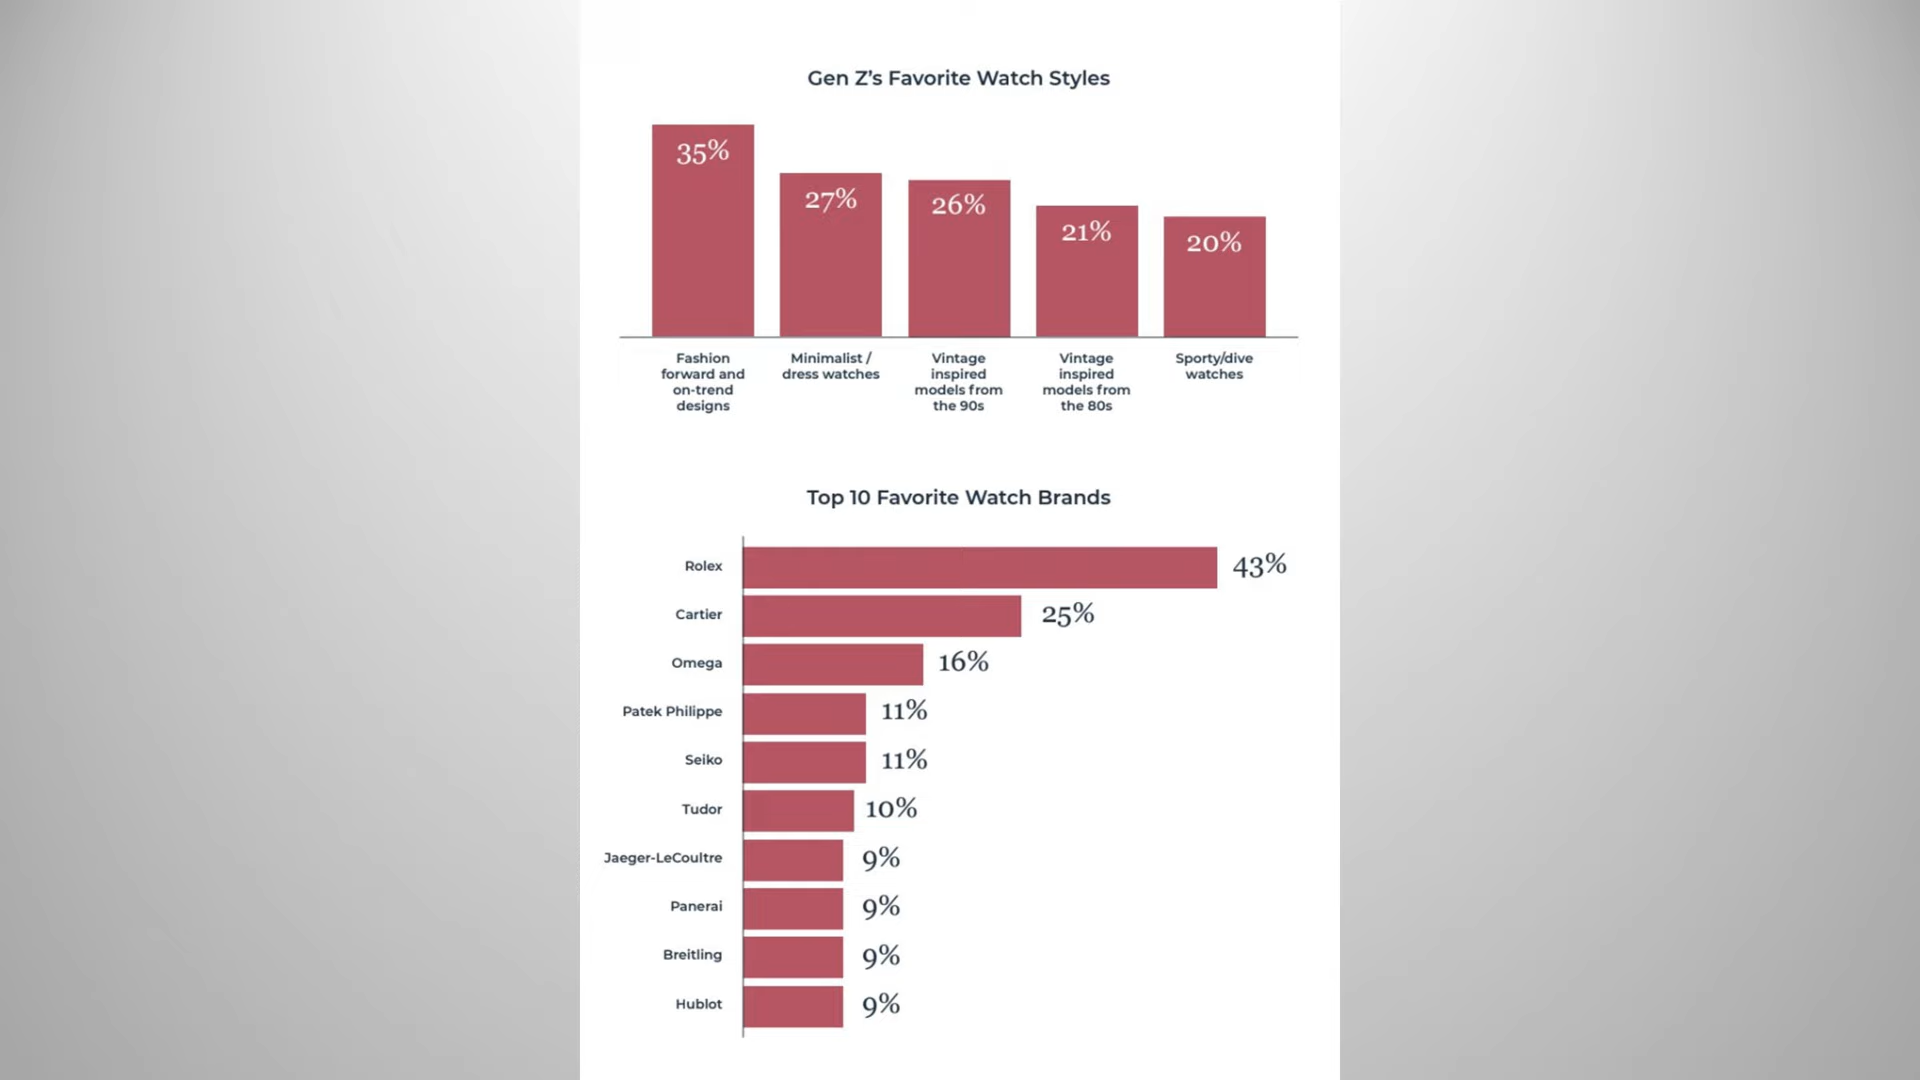 Gen Z's Favorite Watch Styles
35%
27%
26%
21%
20%
Fashion
forward and
on-trend
designs
Minimalist /
dress watches
Vintage
inspired
models from
the 90s
Vintage
inspired
models from
the 80s
Sporty/dive
watches
Top 10 Favorite Watch Brands
Rolex 43%
Cartier 25%
Omega 16%
Patek Philippe 11%
Seiko 11%
Tudor 10%
Jaeger-LeCoultre 9%
Panerai 9%
Breitling 9%
Hublot 9%